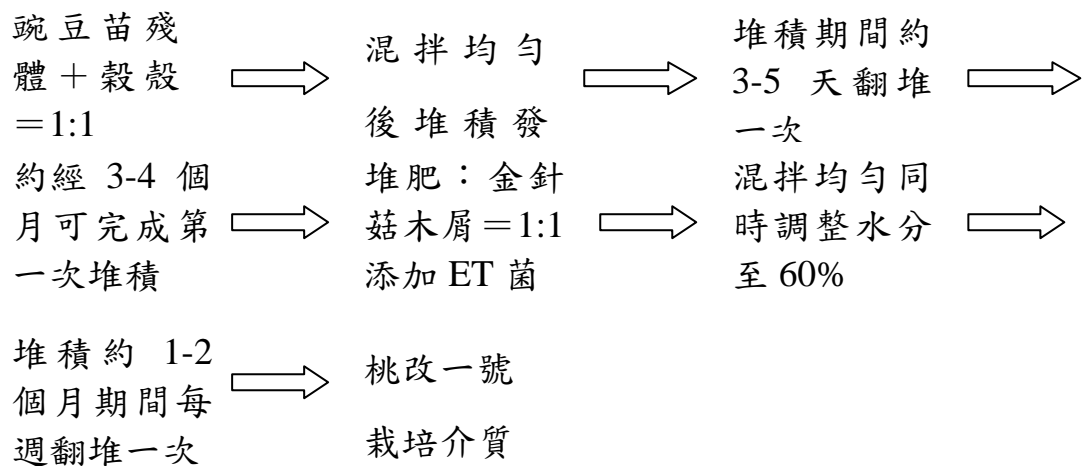 豌豆苗殘
體＋穀殼
＝1:1
混拌均勻
後堆積發
堆積期間約
3-5 天翻堆
一次
約經 3-4 個
月可完成第
一次堆積
堆肥：金針
菇木屑＝1:1
添加 ET 菌
混拌均勻同
時調整水分
至 60%
堆積約 1-2
個月期間每
週翻堆一次
桃改一號
栽培介質